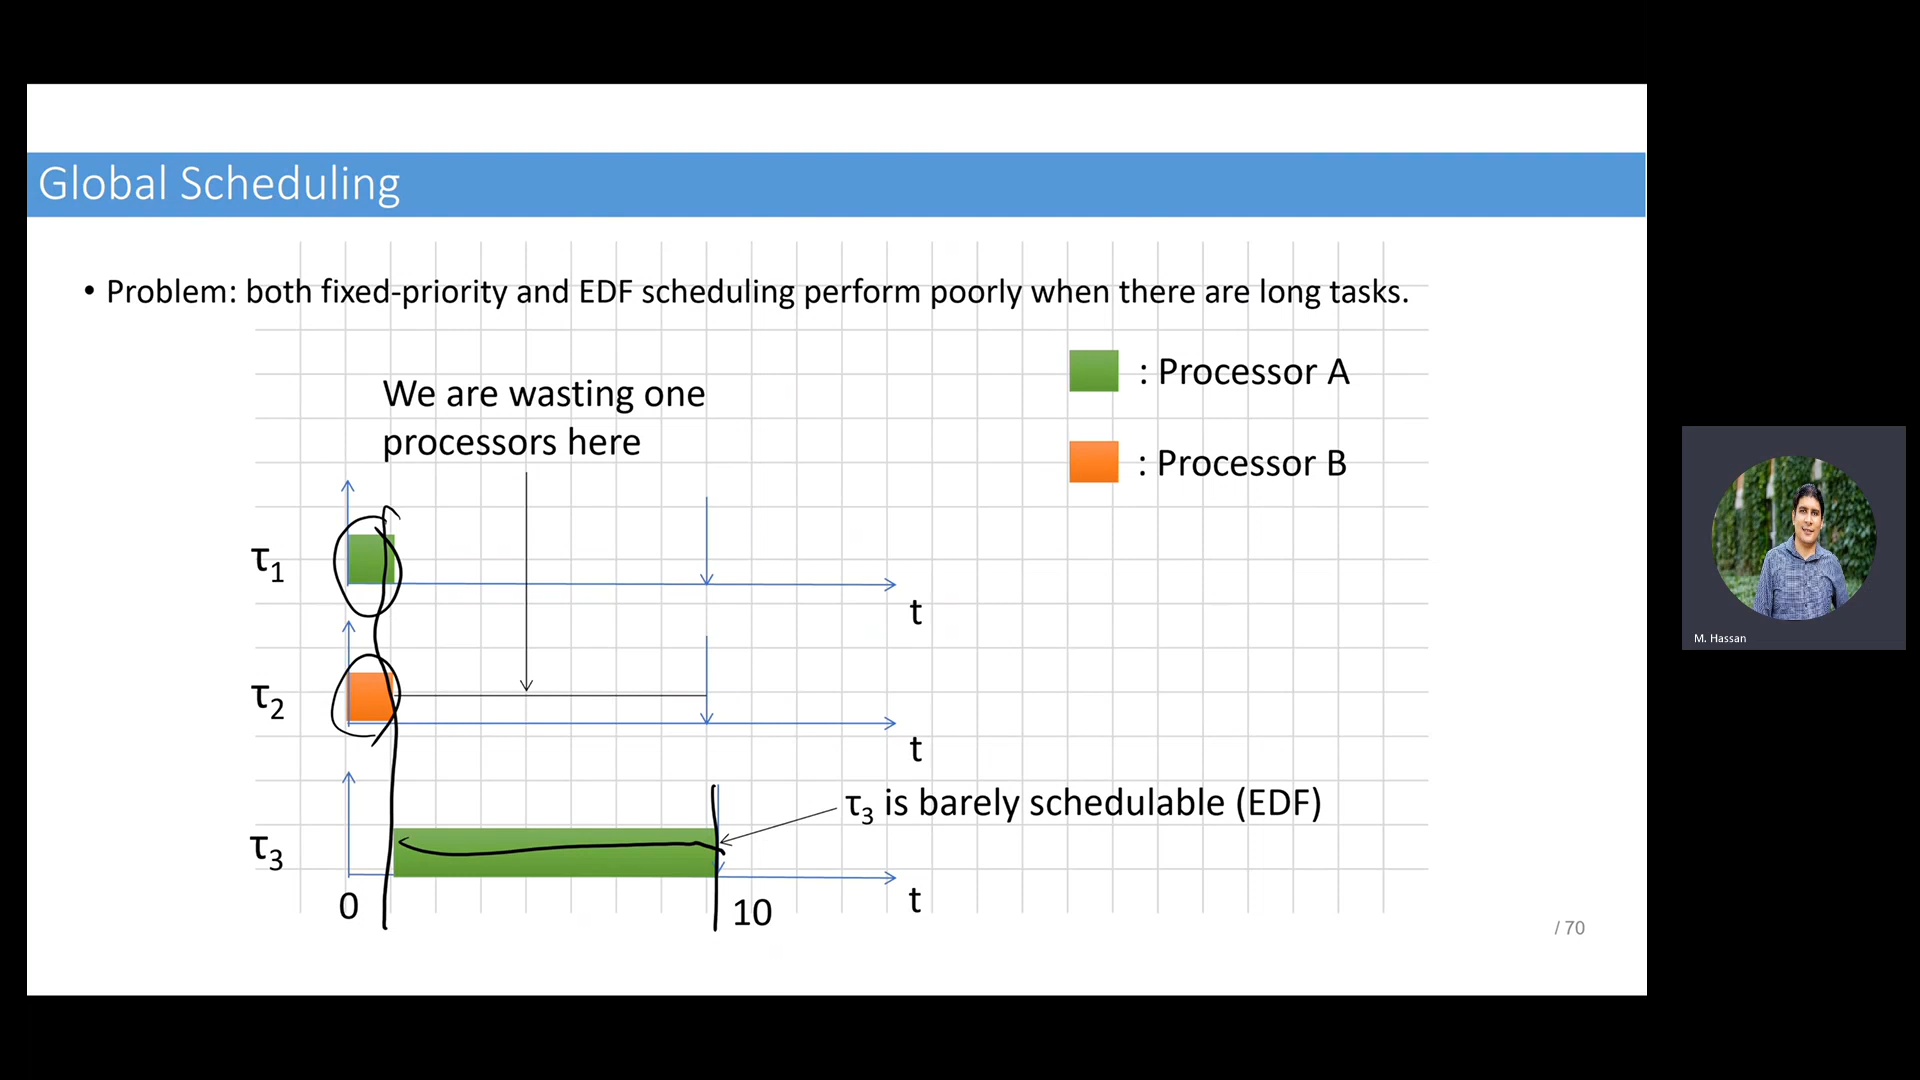 Global Scheduling
• Problem: both fixed-priority and EDF scheduling perform poorly when there are long tasks.
: Processor A
We are wasting one
processors here
: Processor B
τ1
t
τ2
t
τ3 is barely schedulable (EDF)
τ3
0
10
t
/ 70
M. Hassan